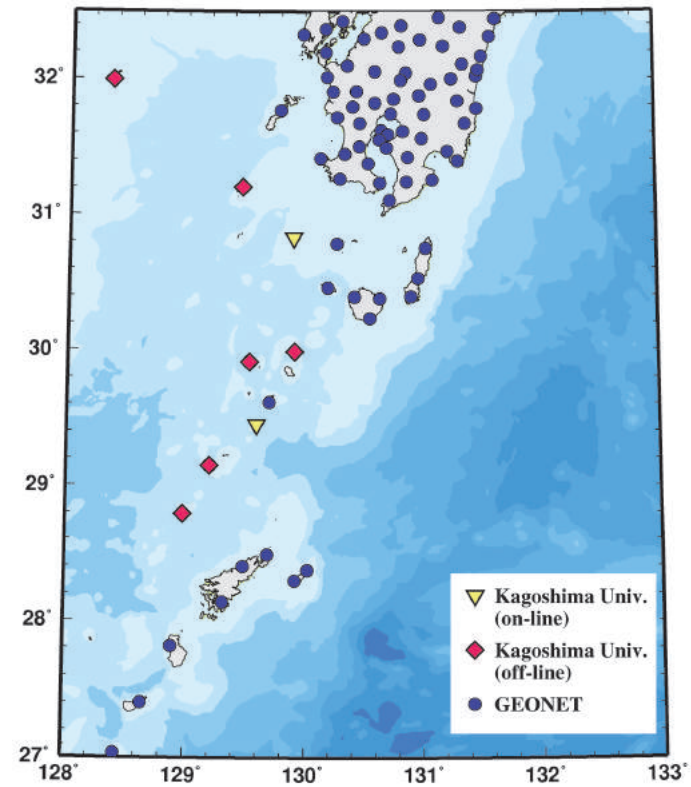 32°
31°
30°
29°
28°
27°
128°
129°
130°
131°
132°
133°
Kagoshima Univ.
(on-line)
Kagoshima Univ.
(off-line)
GEONET